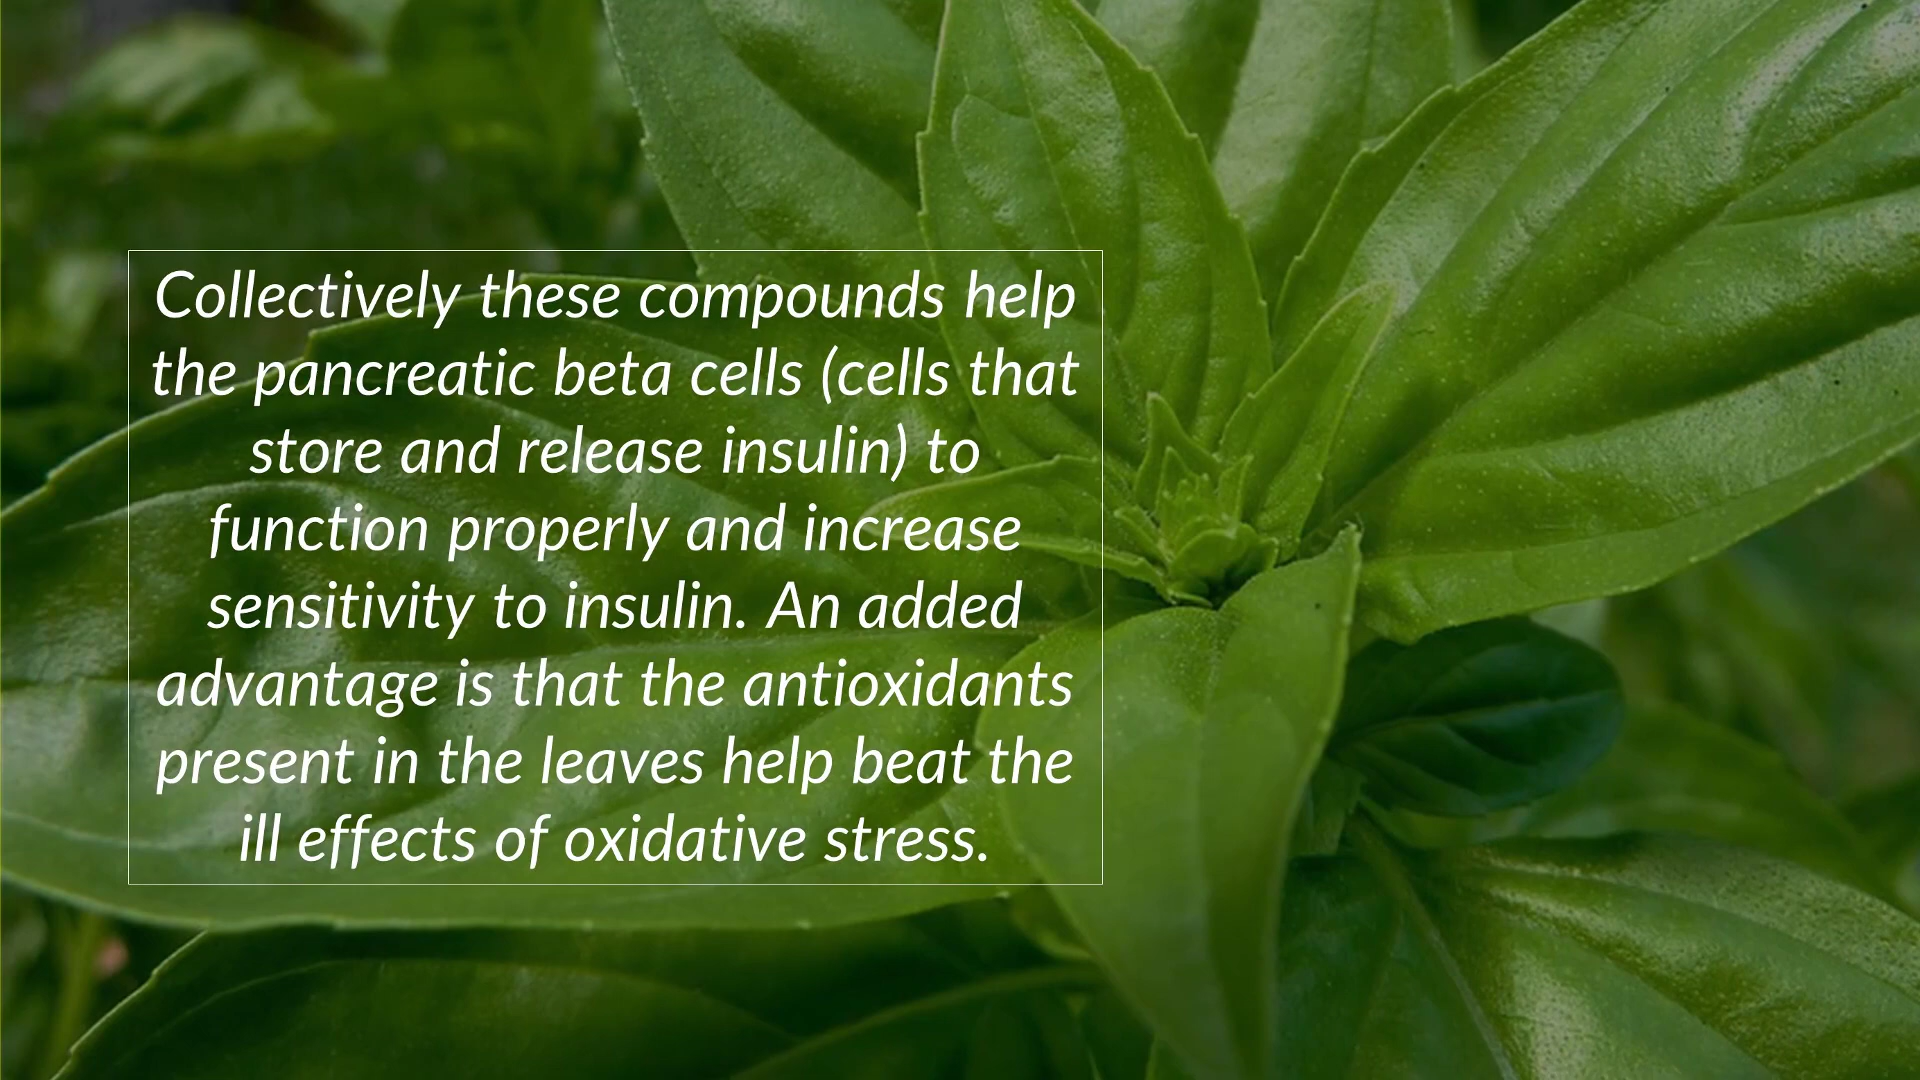 Collectively these compounds help
the pancreatic beta cells (cells that
store and release insulin) to
function properly and increase
sensitivity to insulin. An added
advantage is that the antioxidants
present in the leaves help beat the
ill effects of oxidative stress.